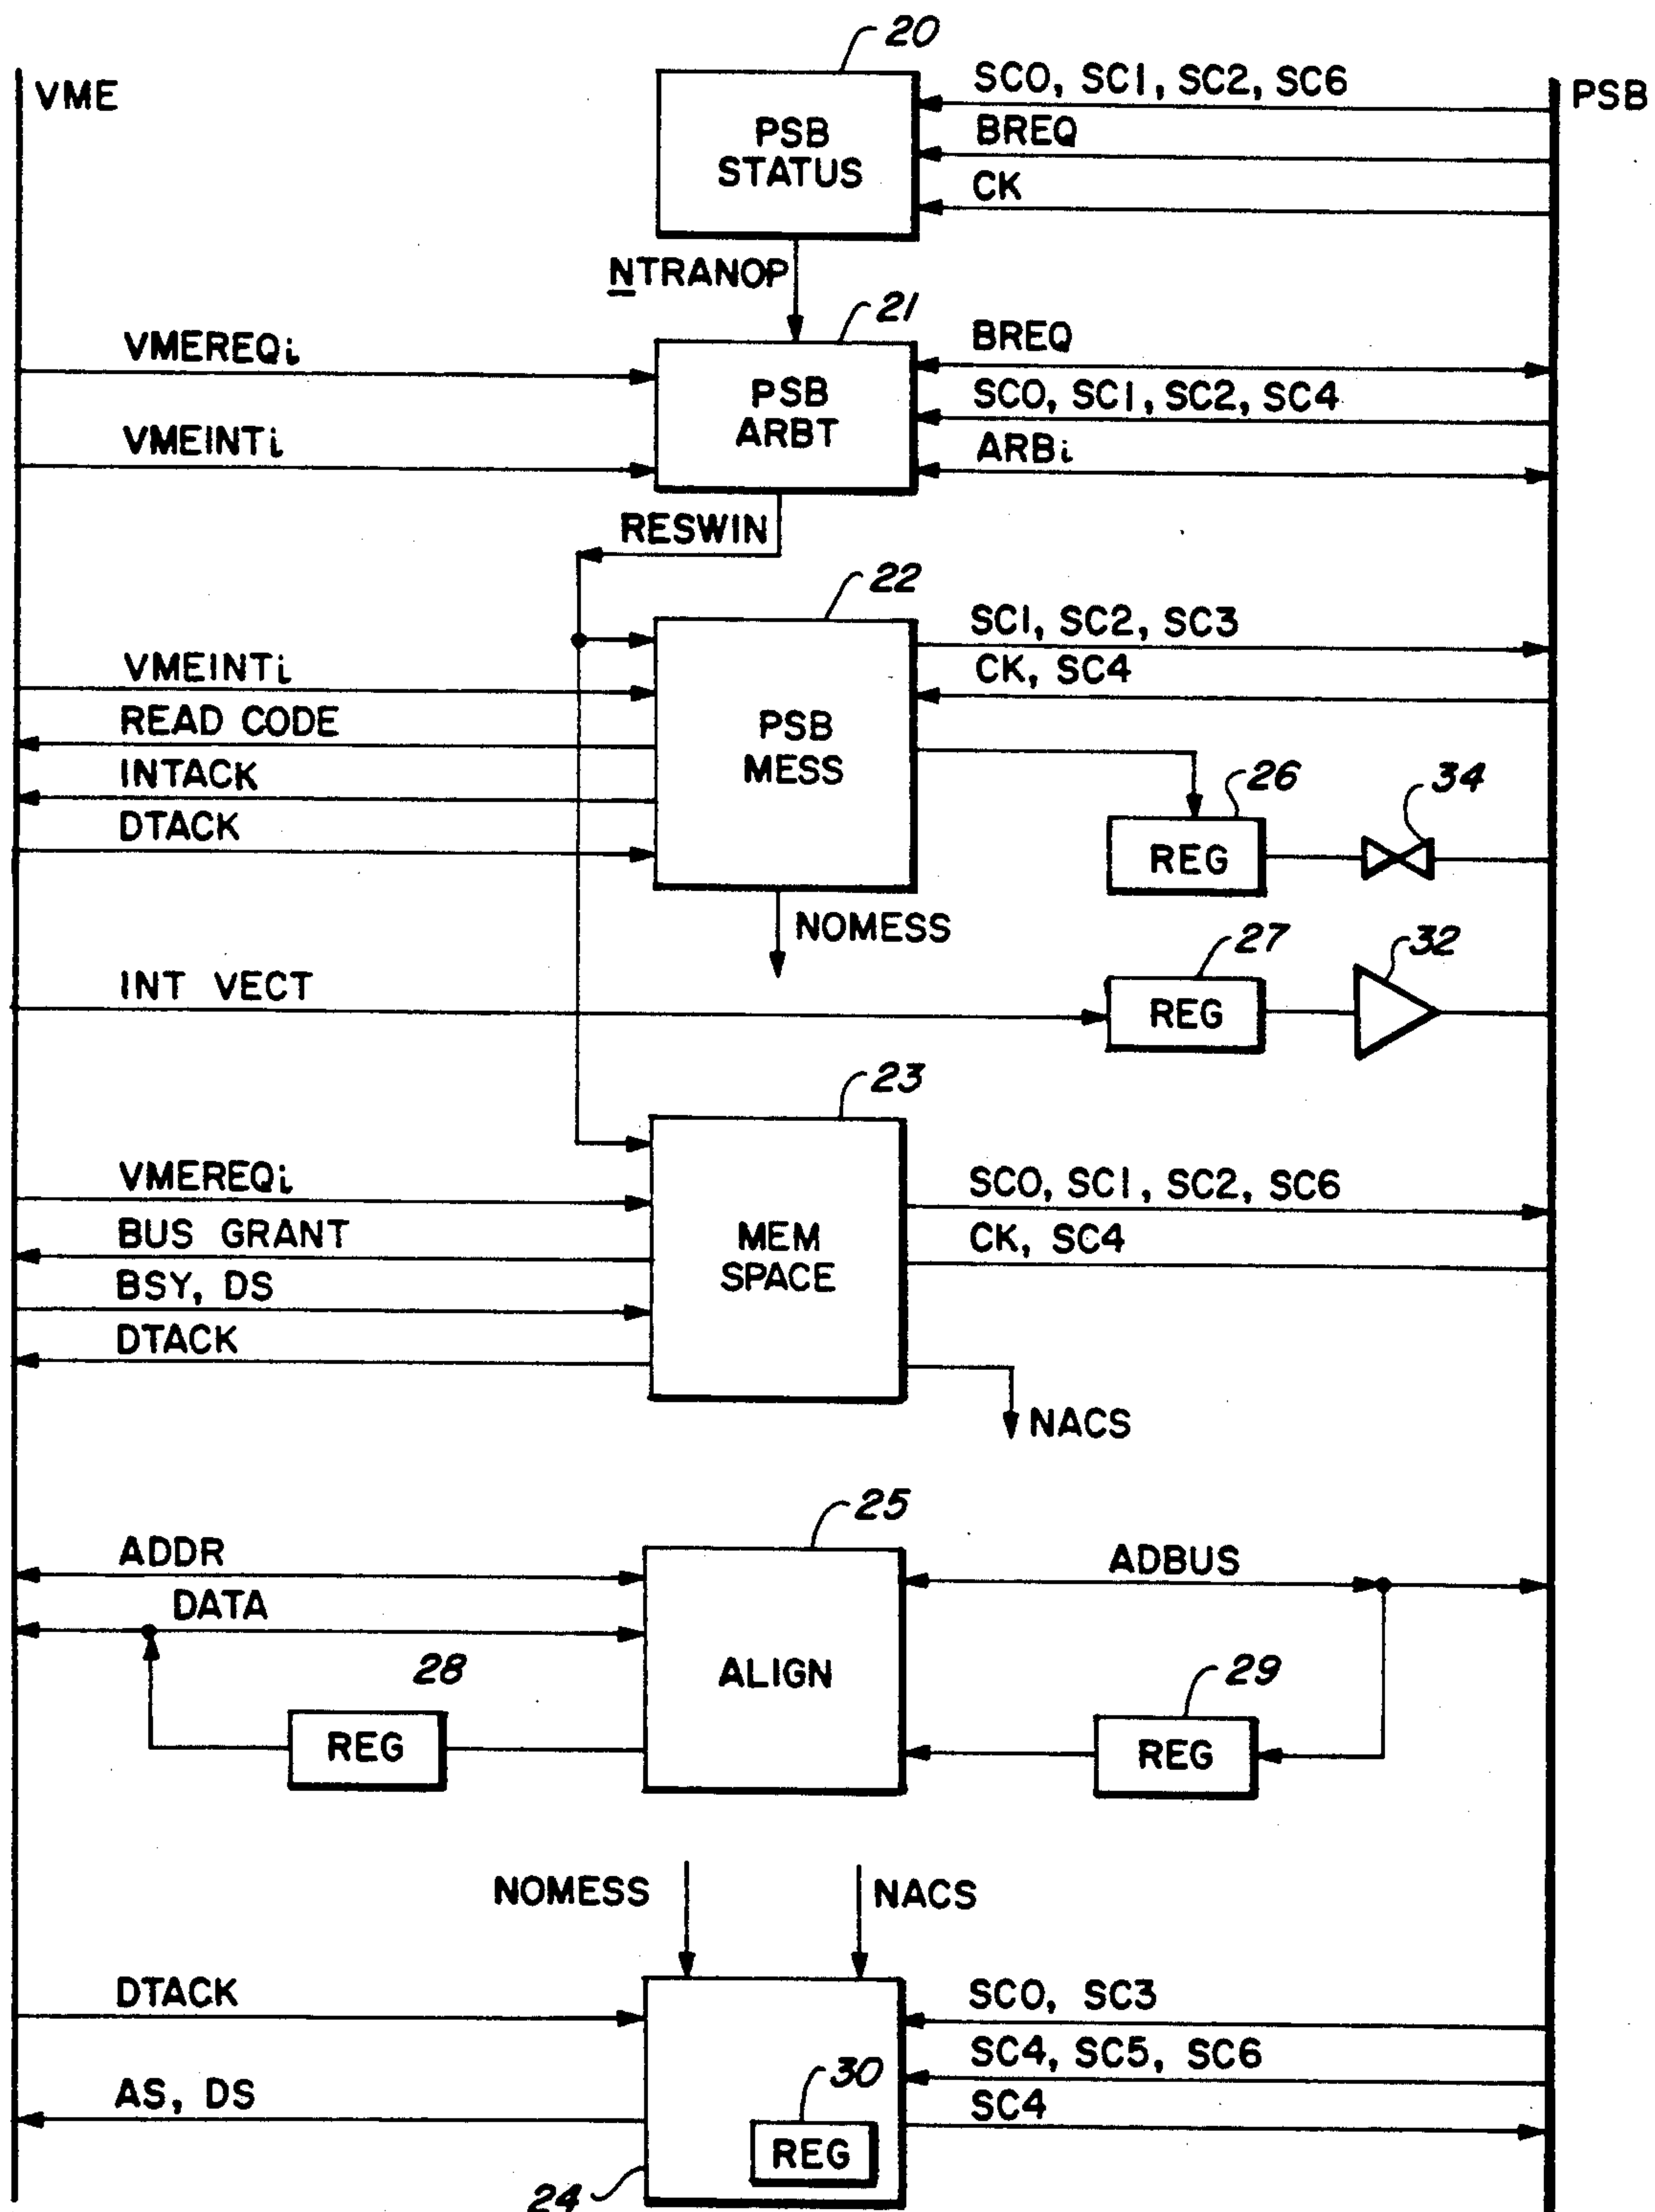 20
VME
PSB
SC0, SC1, SC2, SC6
BREQ
CK
PSB
STATUS
NTRANOP
21
VMEREQi
VMEINTi
PSB
ARBT
BREQ
SC0, SC1, SC2, SC4
ARBi
RESWIN
22
VMEINTi
READ CODE
INTACK
DTACK
PSB
MESS
SC1, SC2, SC3
CK, SC4
26
34
REG
NOMESS
INT VECT
27
32
REG
23
VMEREQi
BUS GRANT
BSY, DS
DTACK
MEM
SPACE
SC0, SC1, SC2, SC6
CK, SC4
NACS
25
ADDR
DATA
ADBUS
ALIGN
28
REG
29
REG
NOMESS
NACS
DTACK
AS, DS
SC0, SC3
SC4, SC5, SC6
SC4
30
REG
24